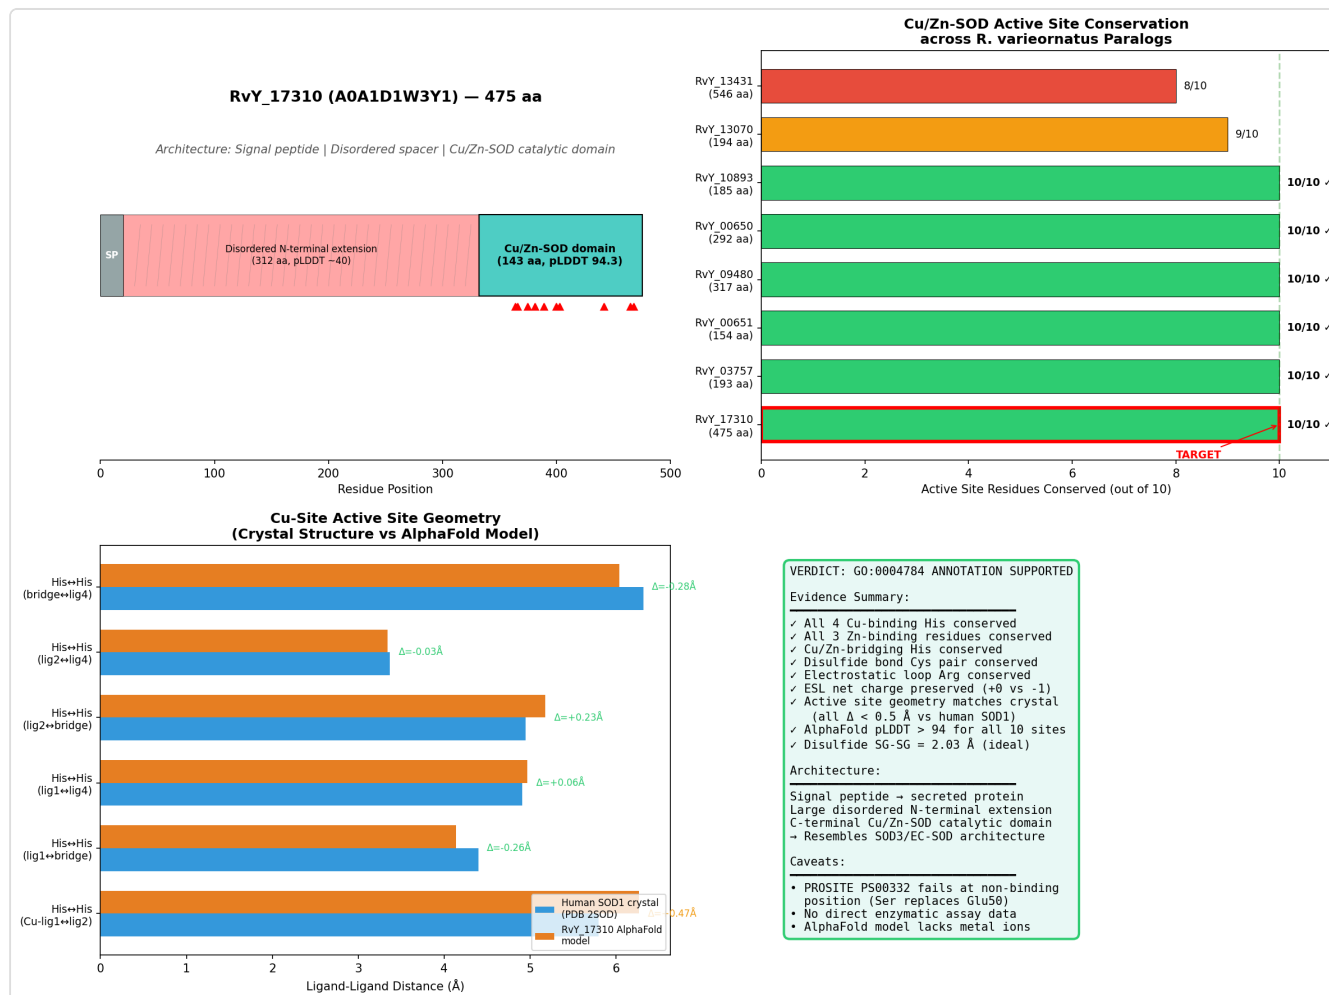 RvY_17310 (A0A1D1W3Y1) — 475 aa
Architecture: Signal peptide | Disordered spacer | Cu/Zn-SOD catalytic domain
SP
Disordered N-terminal extension
(312 aa, pLDDT ~40)
Cu/Zn-SOD domain
(143 aa, pLDDT 94.3)
0 100 200 300 400 500
Residue Position
Cu/Zn-SOD Active Site Conservation
across R. varieornatus Paralogs
RvY_13431
(546 aa)
8/10
RvY_13070
(194 aa)
9/10
RvY_10893
(185 aa)
10/10 ✓
RvY_00650
(292 aa)
10/10 ✓
RvY_09480
(317 aa)
10/10 ✓
RvY_00651
(154 aa)
10/10 ✓
RvY_03757
(193 aa)
10/10 ✓
RvY_17310
(475 aa)
10/10 ✓
TARGET
0 2 4 6 8 10
Active Site Residues Conserved (out of 10)
Cu-Site Active Site Geometry
(Crystal Structure vs AlphaFold Model)
His↔His
(bridge↔lig4)
Δ=-0.28Å
His↔His
(lig2↔lig4)
Δ=-0.03Å
His↔His
(lig2↔bridge)
Δ=+0.23Å
His↔His
(lig1↔lig4)
Δ=+0.06Å
His↔His
(lig1↔bridge)
Δ=-0.26Å
His↔His
(Cu-lig1↔lig2)
0.47Å
Human SOD1 crystal
(PDB 2SOD)
RvY_17310 AlphaFold
model
0 1 2 3 4 5 6
Ligand-Ligand Distance (Å)
VERDICT: GO:0004784 ANNOTATION SUPPORTED
Evidence Summary:
✓ All 4 Cu-binding His conserved
✓ All 3 Zn-binding residues conserved
✓ Cu/Zn-bridging His conserved
✓ Disulfide bond Cys pair conserved
✓ Electrostatic loop Arg conserved
✓ ESL net charge preserved (+0 vs -1)
✓ Active site geometry matches crystal
(all Δ < 0.5 Å vs human SOD1)
✓ AlphaFold pLDDT > 94 for all 10 sites
✓ Disulfide SG-SG = 2.03 Å (ideal)
Architecture:
Signal peptide → secreted protein
Large disordered N-terminal extension
C-terminal Cu/Zn-SOD catalytic domain
→ Resembles SOD3/EC-SOD architecture
Caveats:
• PROSITE PS00332 fails at non-binding
position (Ser replaces Glu50)
• No direct enzymatic assay data
• AlphaFold model lacks metal ions